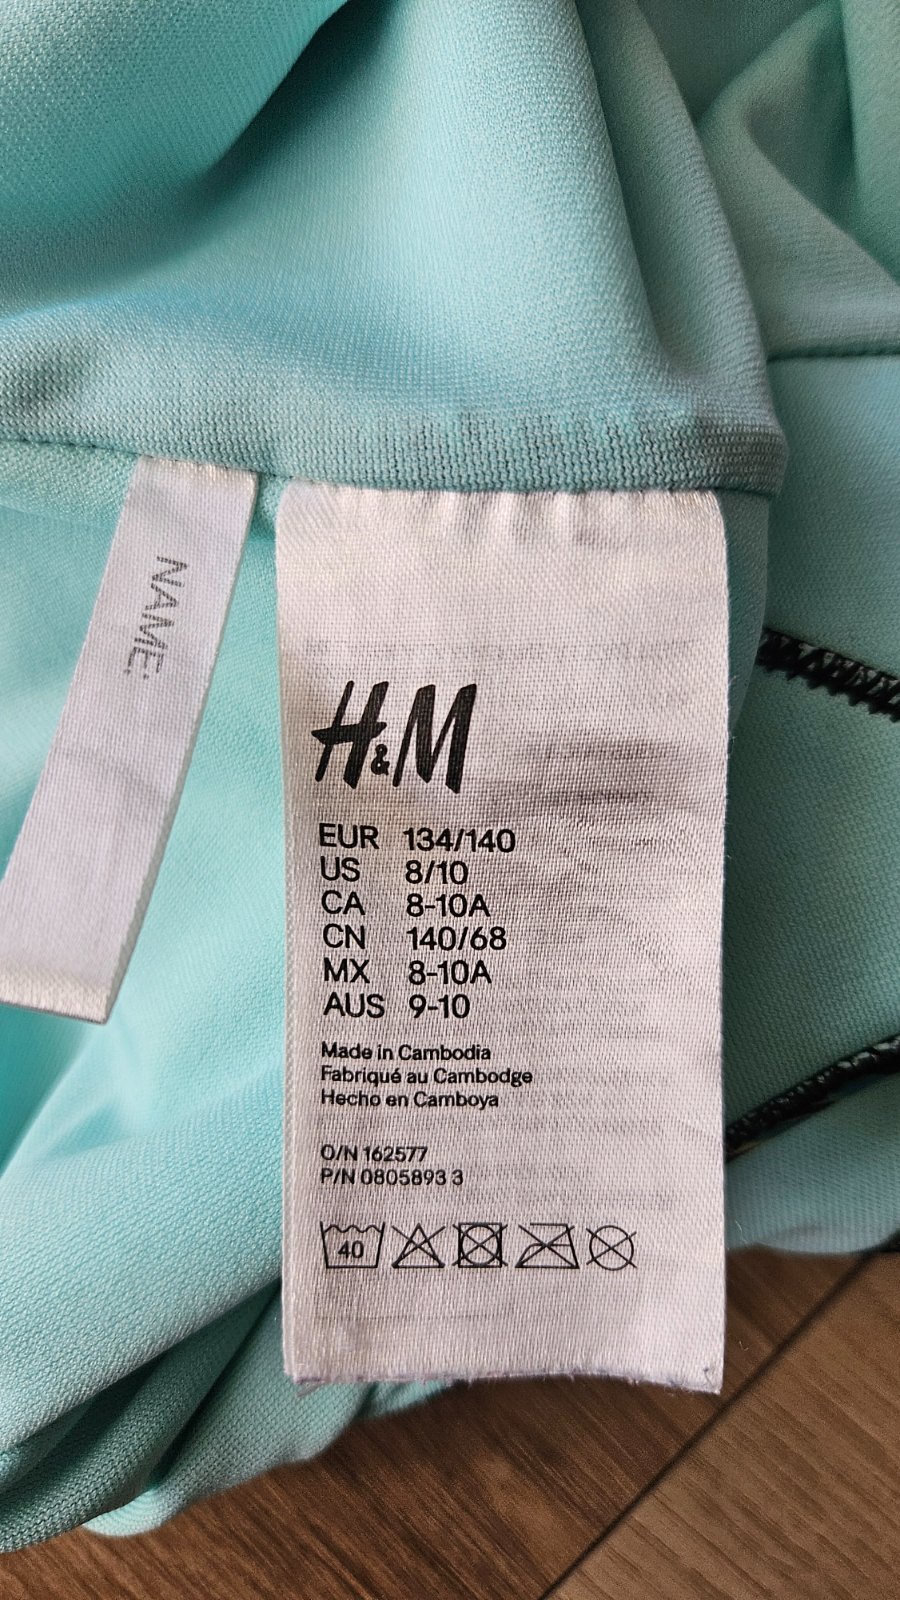 NAME:
H&M
EUR 134/140
US 8/10
CA 8-10A
CN 140/68
MX 8-10A
AUS 9-10
Made in Cambodia
Fabriqué au Cambodge
Hecho en Camboya
O/N 162577
P/N 0805893 3
40